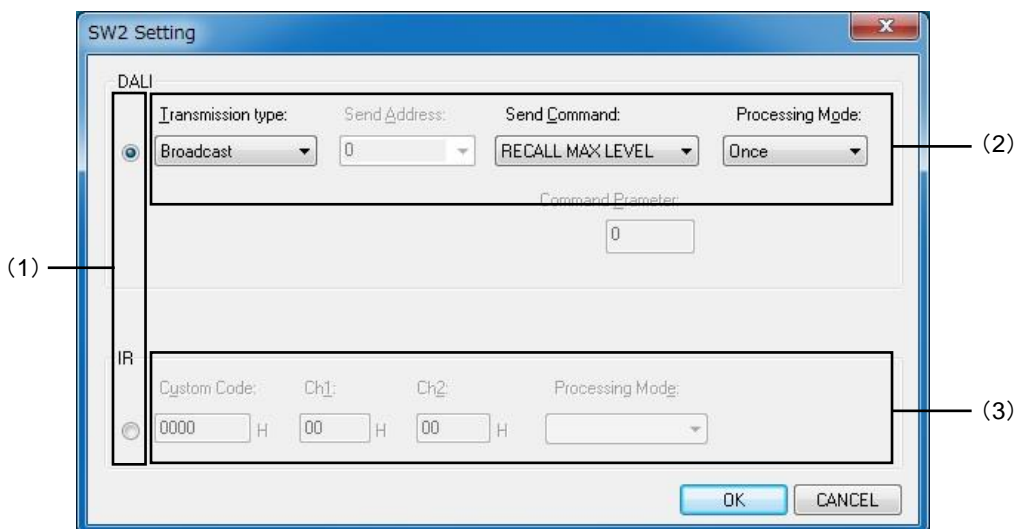 SW2 Setting
DALI
Transmission type: Send Address: Send Command: Processing Mode:
Broadcast 0 RECALL MAX LEVEL Once
(2)
Command Prameter:
0
(1)
IR
Custom Code: Ch1: Ch2: Processing Mode:
0000 H 00 H 00 H
(3)
OK CANCEL